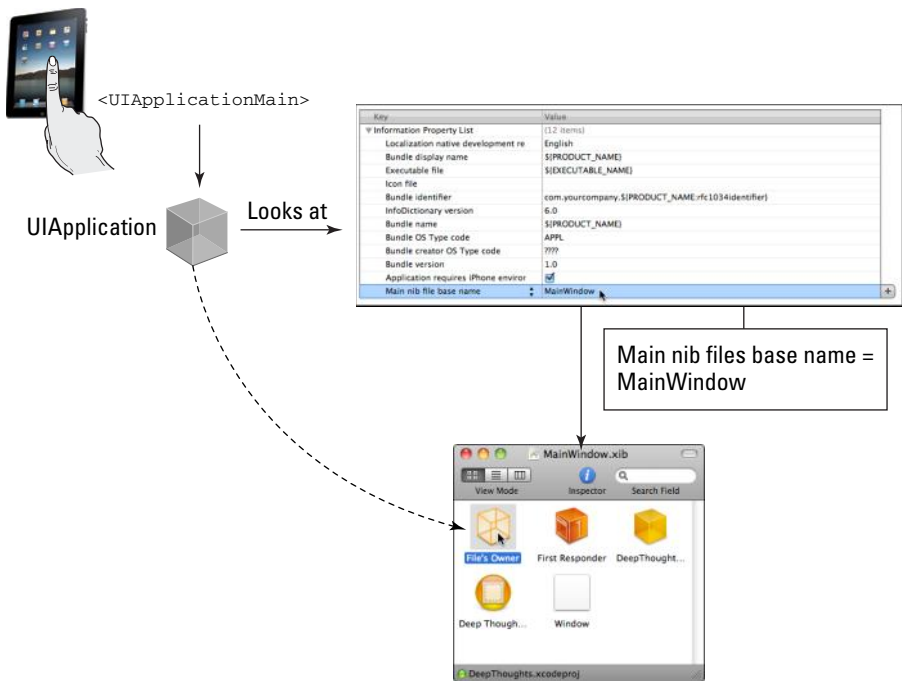 <UIApplicationMain>
UIApplication
Looks at
Key Value
Information Property List (12 items)
Localization native development re English
Bundle display name ${PRODUCT_NAME}
Executable file ${EXECUTABLE_NAME}
Icon file
Bundle identifier com.yourcompany.${PRODUCT_NAME:rfc1034identifier}
InfoDictionary version 6.0
Bundle name ${PRODUCT_NAME}
Bundle OS Type code APPL
Bundle creator OS Type code ????
Bundle version 1.0
Application requires iPhone environ
Main nib file base name MainWindow
Main nib files base name =
MainWindow
MainWindow.xib
View Mode Inspector Search Field
File's Owner First Responder DeepThought...
Deep Though... Window
DeepThoughts.xcodeproj